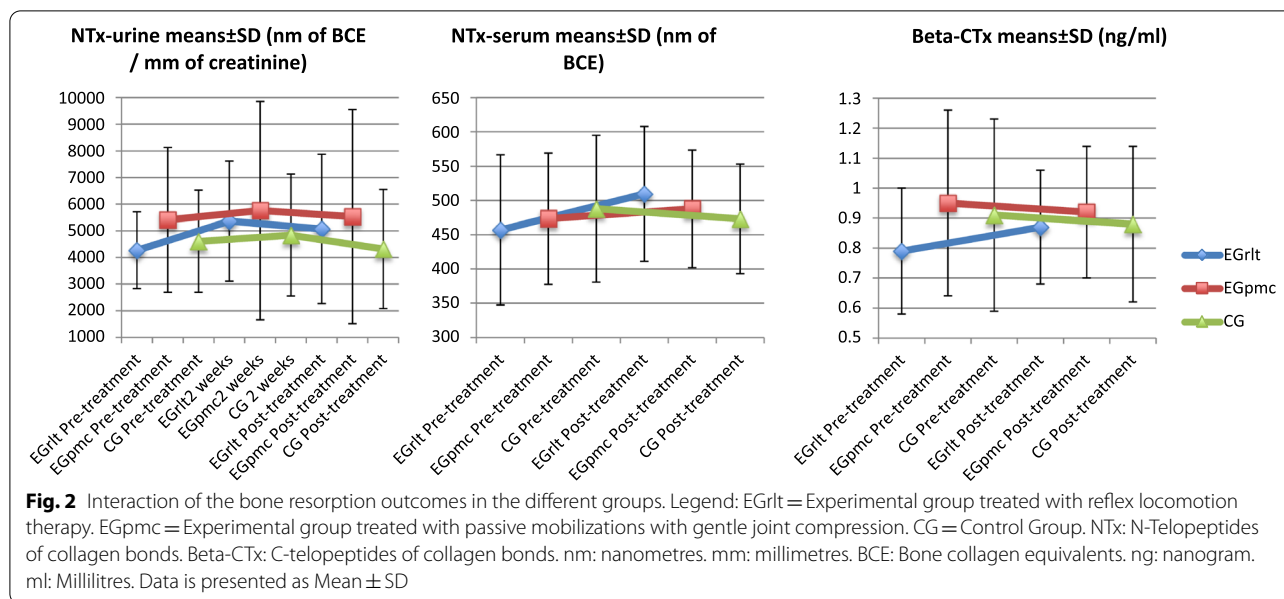 NTx-urine means±SD (nm of BCE
/ mm of creatinine)
10000
9000
8000
7000
6000
5000
4000
3000
2000
1000
EGrlt Pre-treatment
EGpmc Pre-treatment
CG Pre-treatment
EGrlt2 weeks
EGpmc2 weeks
CG 2 weeks
EGrlt Post-treatment
EGpmc Post-treatment
CG Post-treatment
NTx-serum means±SD (nm of
BCE)
650
600
550
500
450
400
350
300
EGrlt Pre-treatment
EGpmc Pre-treatment
CG Pre-treatment
EGrlt Post-treatment
EGpmc Post-treatment
CG Post-treatment
Beta-CTx means±SD (ng/ml)
1.3
1.2
1.1
1
0.9
0.8
0.7
0.6
0.5
EGrlt Pre-treatment
EGpmc Pre-treatment
CG Pre-treatment
EGrlt Post-treatment
EGpmc Post-treatment
CG Post-treatment
EGrlt
EGpmc
CG
Fig. 2 Interaction of the bone resorption outcomes in the different groups. Legend: EGrlt = Experimental group treated with reflex locomotion
therapy. EGpmc = Experimental group treated with passive mobilizations with gentle joint compression. CG = Control Group. NTx: N-Telopeptides
of collagen bonds. Beta-CTx: C-telopeptides of collagen bonds. nm: nanometres. mm: millimetres. BCE: Bone collagen equivalents. ng: nanogram.
ml: Millilitres. Data is presented as Mean ± SD